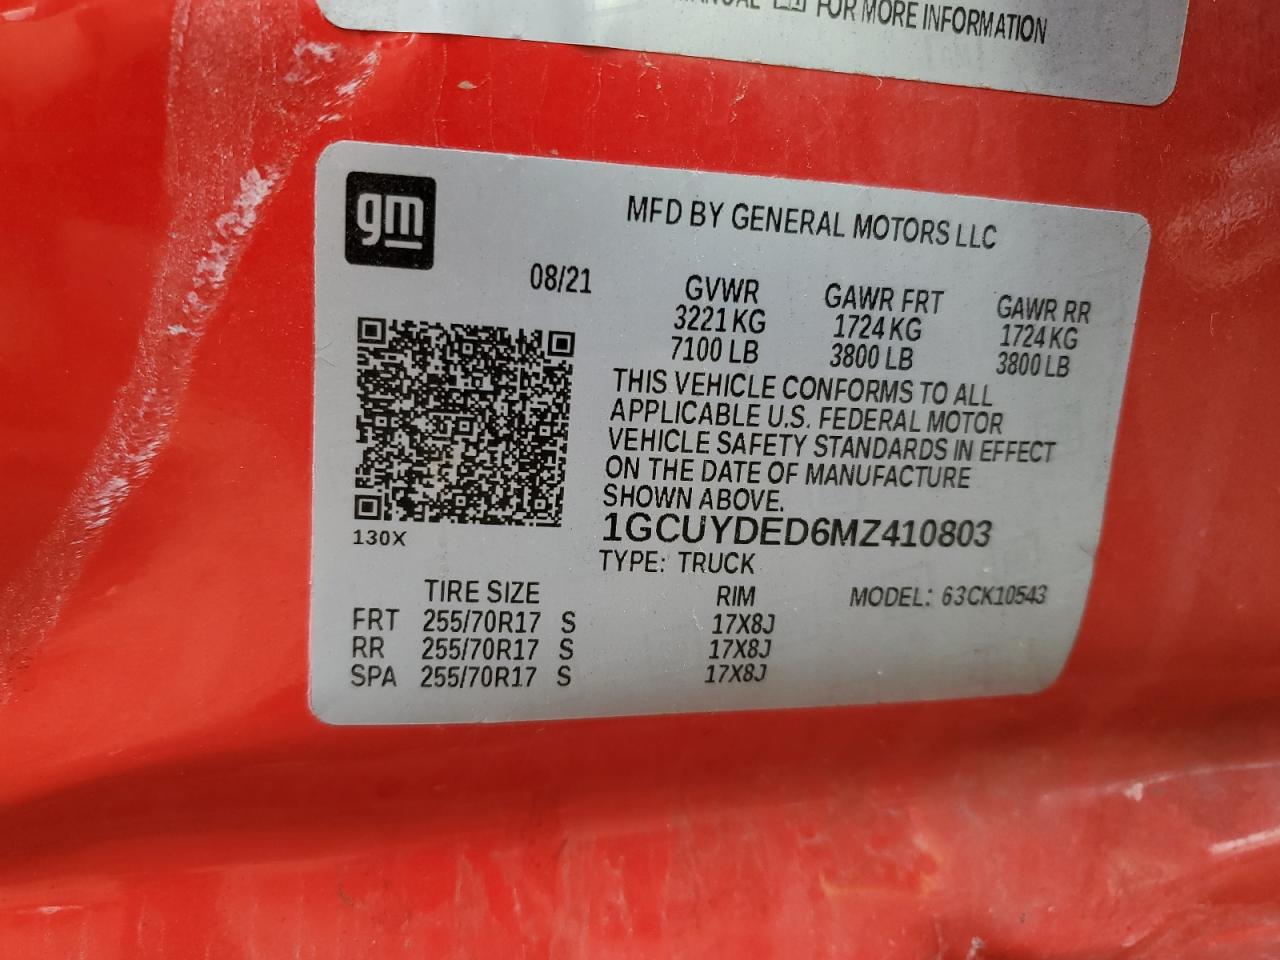 FOR MORE INFORMATION
gm
MFD BY GENERAL MOTORS LLC
08/21
GVWR GAWR FRT GAWR RR
3221 KG 1724 KG 1724 KG
7100 LB 3800 LB 3800 LB
THIS VEHICLE CONFORMS TO ALL
APPLICABLE U.S. FEDERAL MOTOR
VEHICLE SAFETY STANDARDS IN EFFECT
ON THE DATE OF MANUFACTURE
SHOWN ABOVE.
1GCUYDED6MZ410803
130X
TYPE: TRUCK
TIRE SIZE RIM MODEL: 63CK10543
FRT 255/70R17 S 17X8J
RR 255/70R17 S 17X8J
SPA 255/70R17 S 17X8J